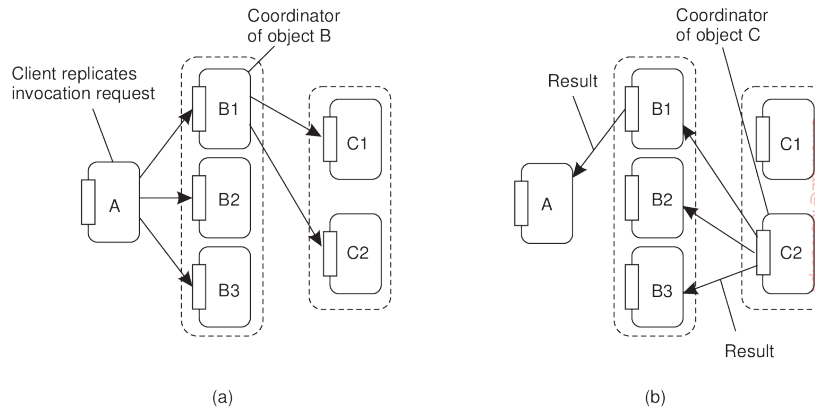 Coordinator
of object B
Client replicates
invocation request
B1
C1
A
B2
C2
B3
(a)
Coordinator
of object C
Result
B1
C1
A
B2
C2
B3
Result
(b)